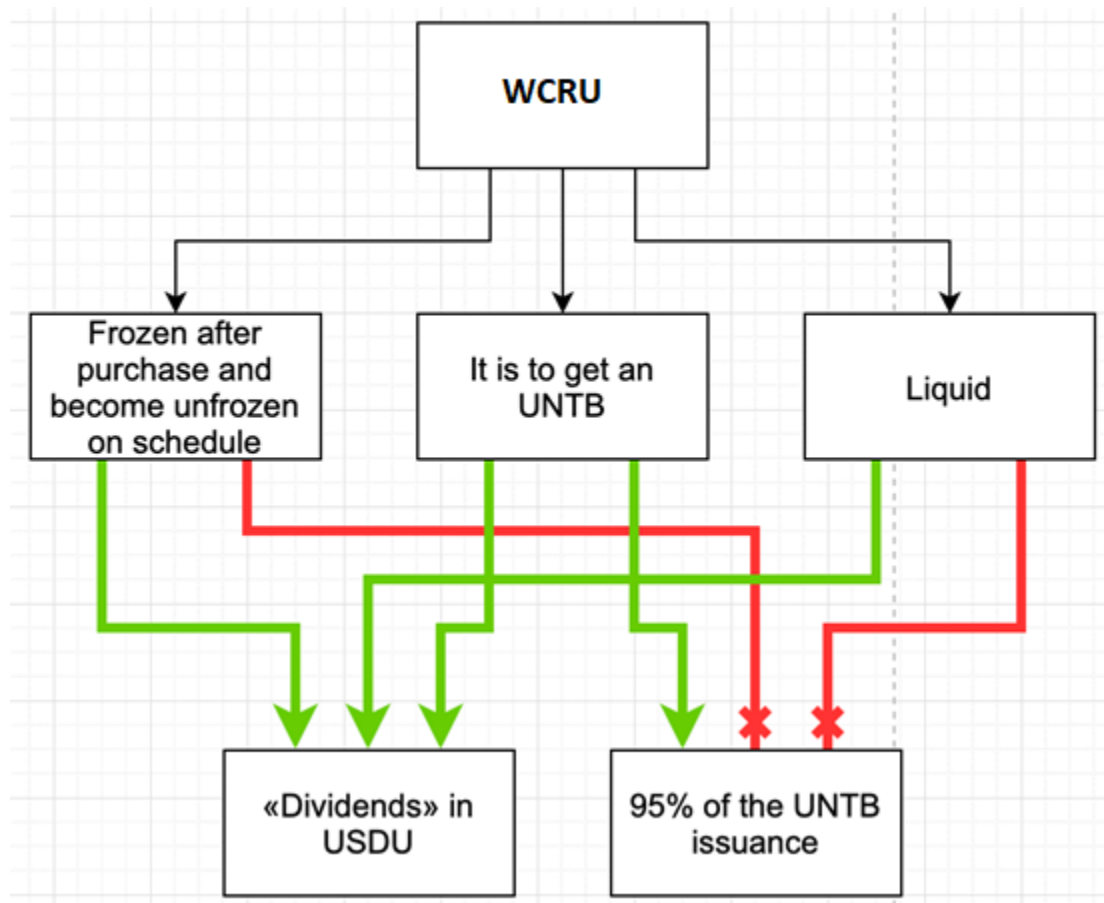 WCRU
Frozen after
purchase and
become unfrozen
on schedule
It is to get an
UNTB
Liquid
«Dividends» in
USDU
95% of the UNTB
issuance